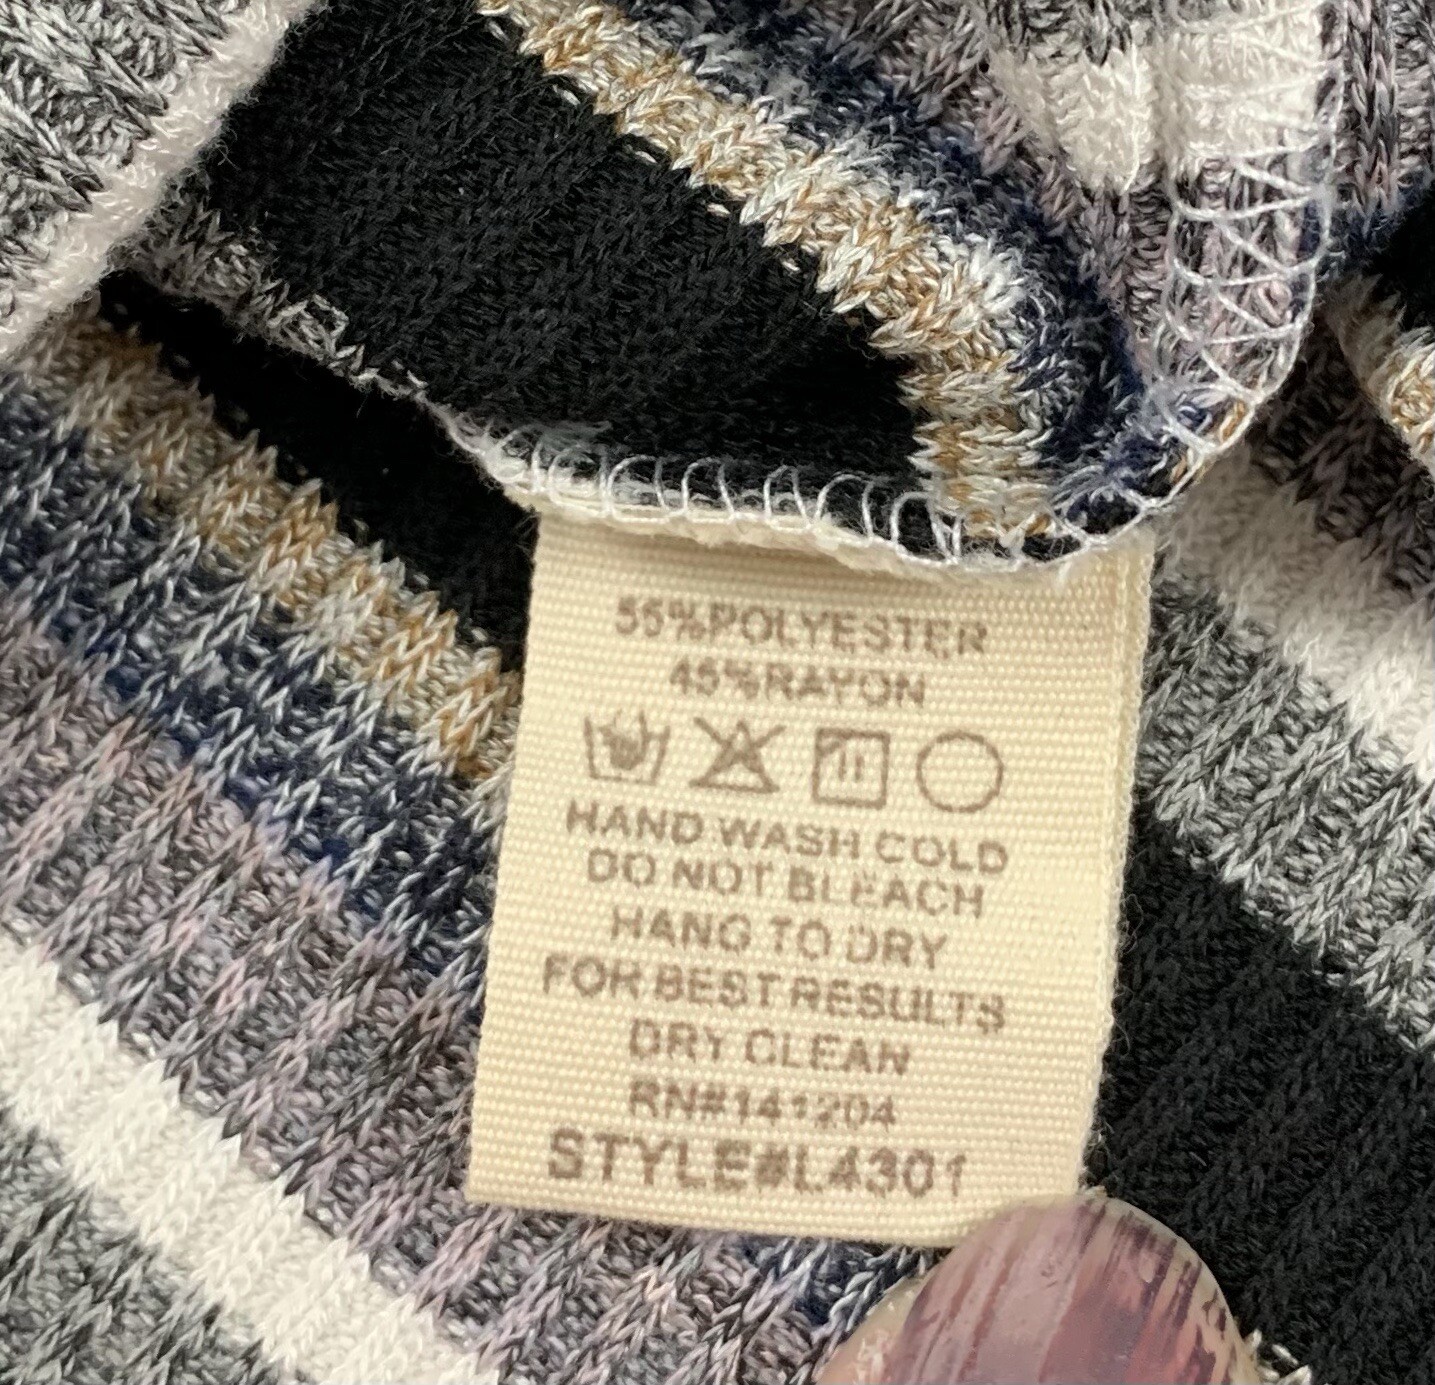 55%POLYESTER
45%RAYON
HAND WASH COLD
DO NOT BLEACH
HANG TO DRY
FOR BEST RESULTS
DRY CLEAN
RN#141204
STYLE#L4301